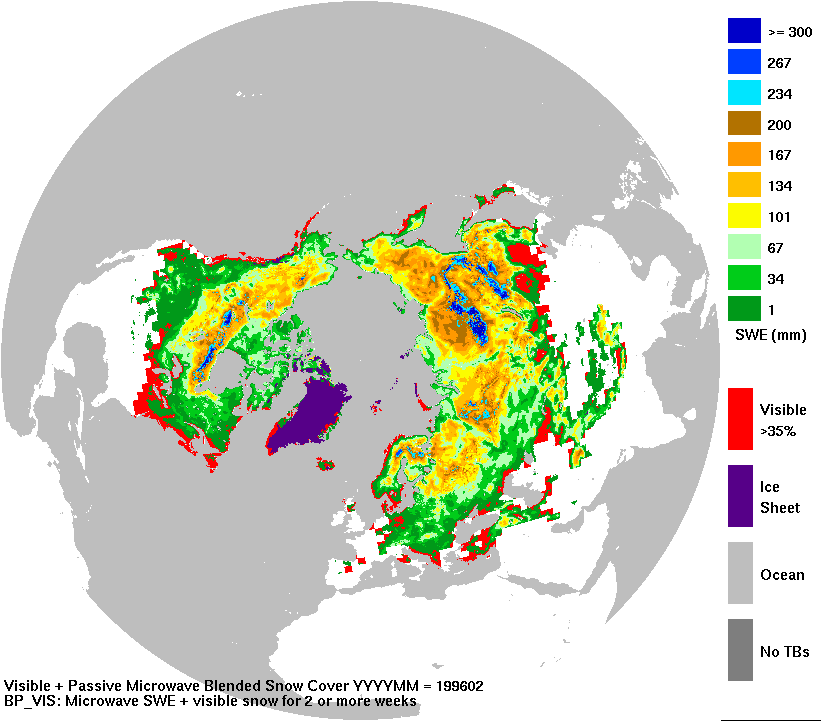 >= 300
267
234
200
167
134
101
67
34
1
SWE (mm)
Visible
>35%
Ice
Sheet
Ocean
No TBs
Visible + Passive Microwave Blended Snow Cover YYYYMM = 199602
BP_VIS: Microwave SWE + visible snow for 2 or more weeks